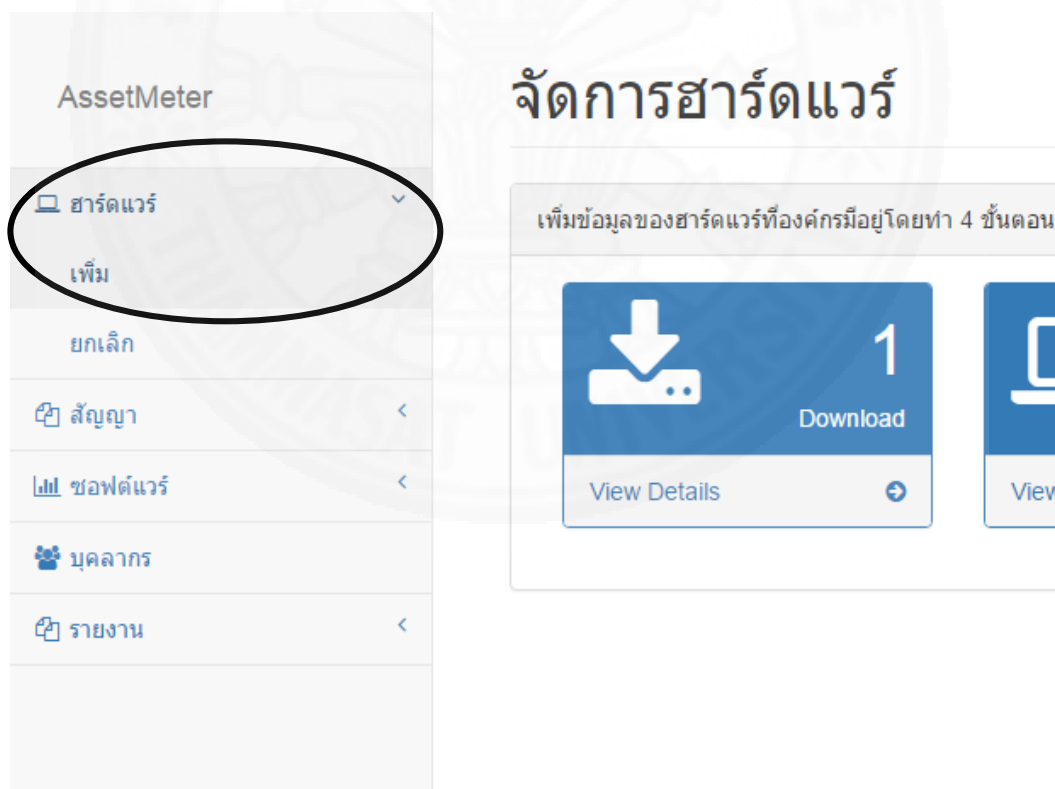 AssetMeter
ฮาร์ดแวร์
เพิ่ม
ยกเลิก
สัญญา
ซอฟต์แวร์
บุคลากร
รายงาน
จัดการฮาร์ดแวร์
เพิ่มข้อมูลของฮาร์ดแวร์ที่องค์กรมีอยู่โดยทำ 4 ขั้นตอน
1
Download
View Details
View